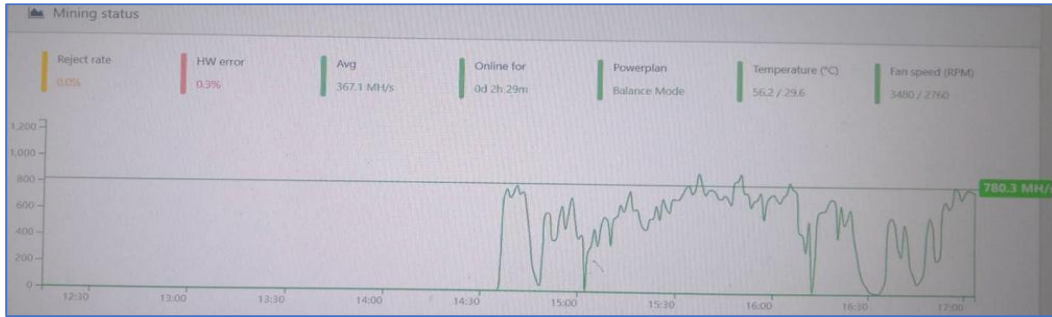 Mining status
Reject rate
0.0%
HW error
0.3%
Avg
367.1 MH/s
Online for
0d 2h 29m
Powerplan
Balance Mode
Temperature (°C)
56.2 / 29.6
Fan speed (RPM)
3480 / 2760
1,200
1,000
800
600
400
200
0
780.3 MH/
12:30
13:00
13:30
14:00
14:30
15:00
15:30
16:00
16:30
17:00